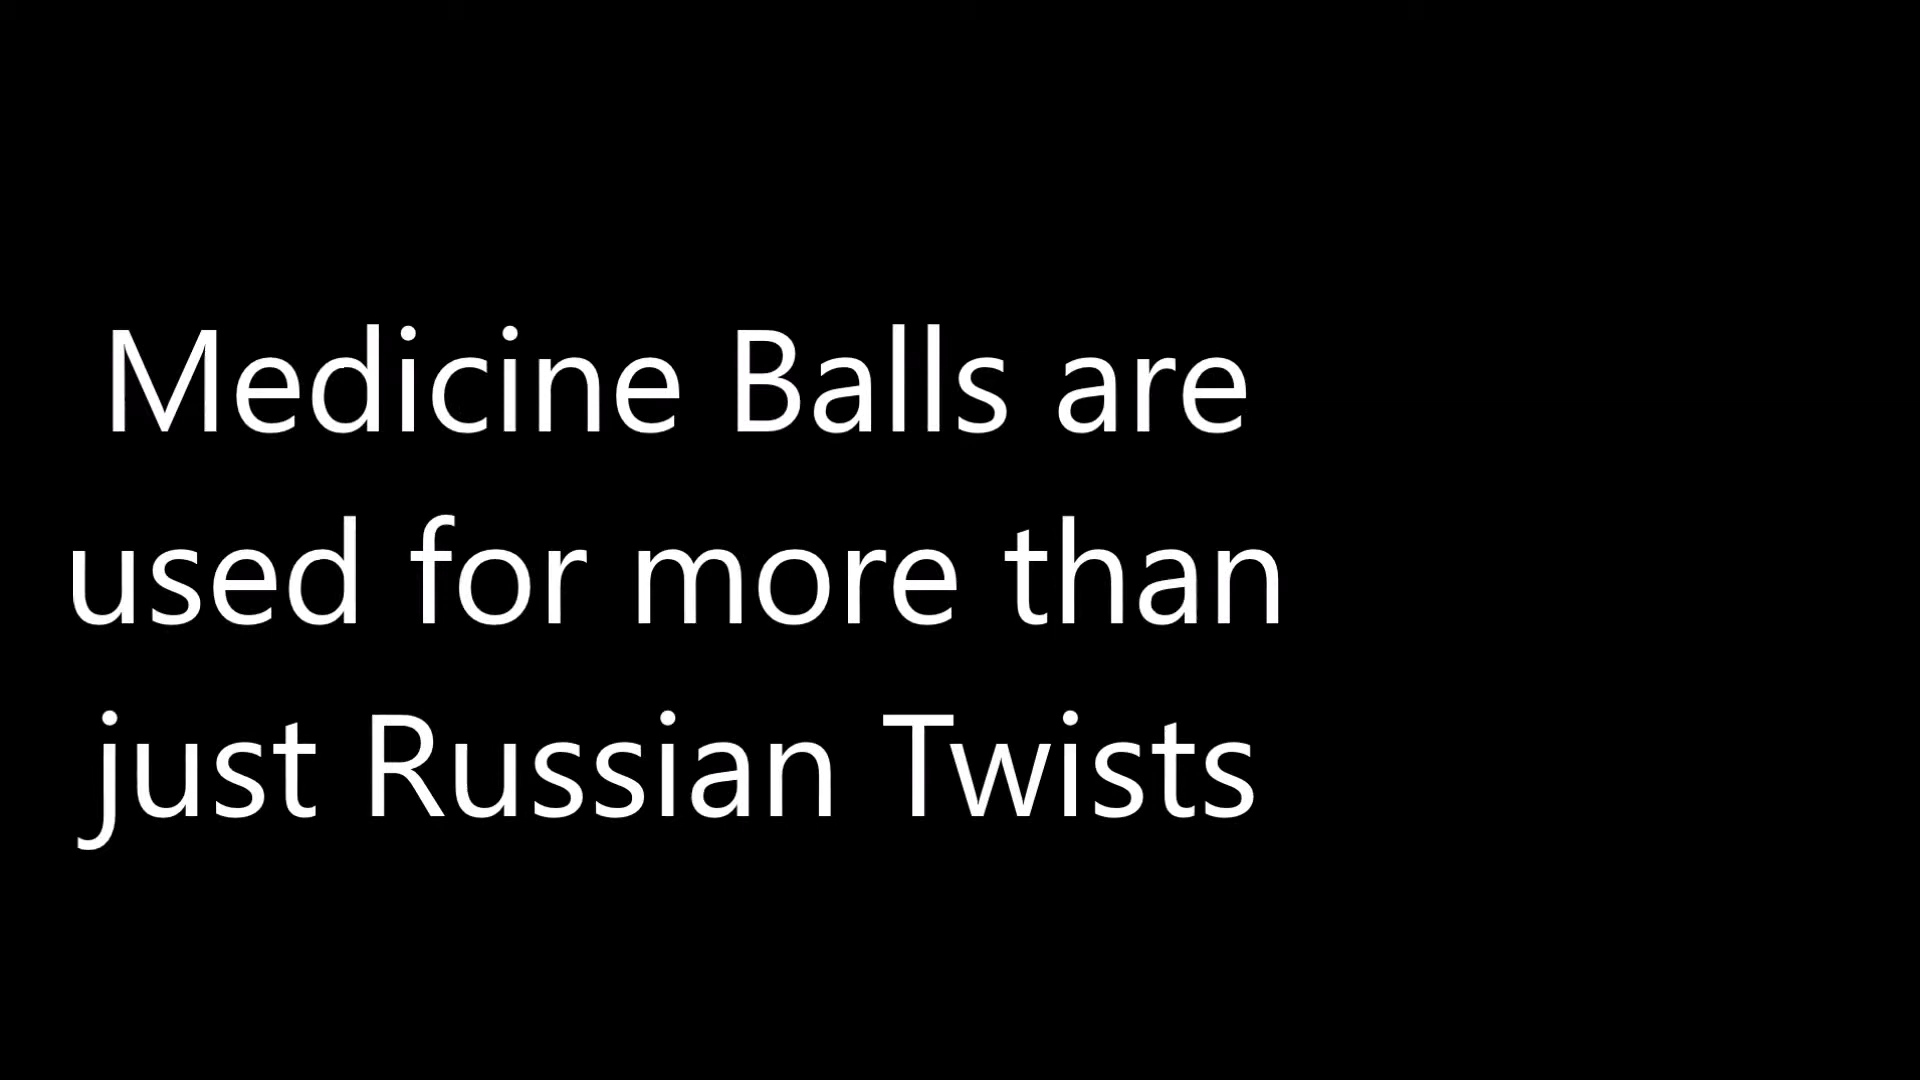 Medicine Balls are
used for more than
just Russian Twists